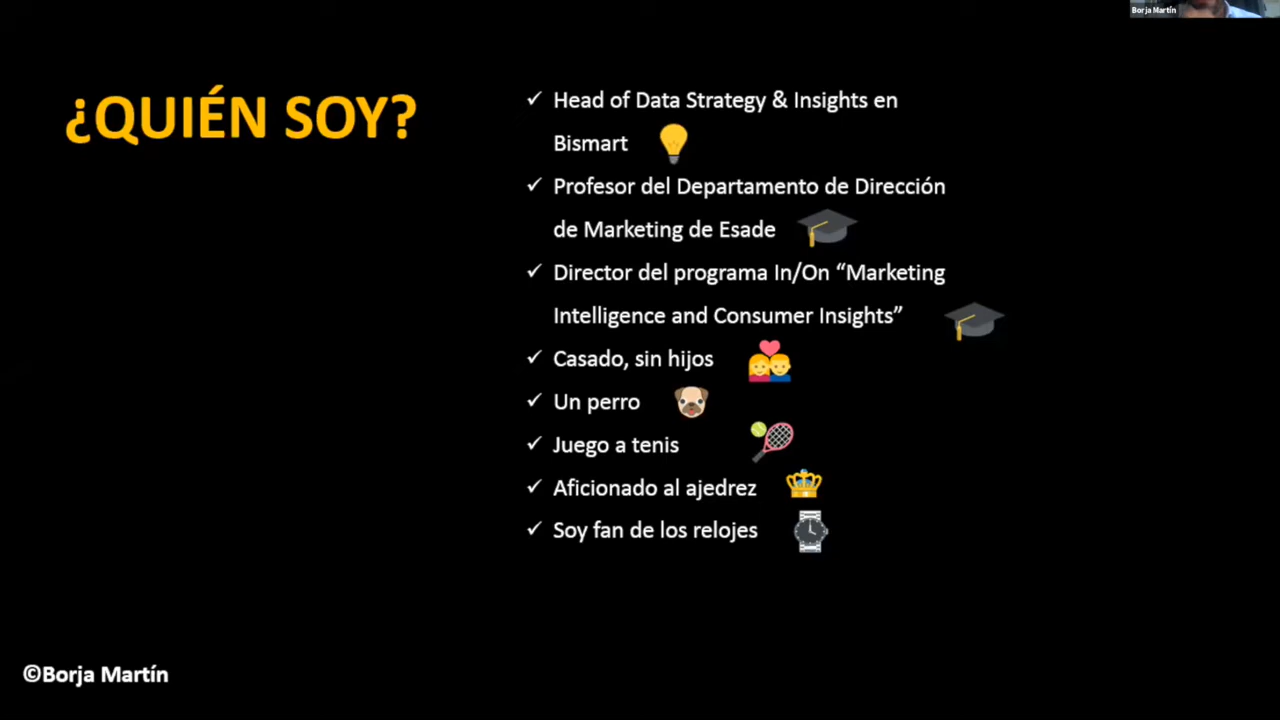 Borja Martín
¿QUIÉN SOY?
✓ Head of Data Strategy & Insights en
Bismart
✓ Profesor del Departamento de Dirección
de Marketing de Esade
✓ Director del programa In/On “Marketing
Intelligence and Consumer Insights”
✓ Casado, sin hijos
✓ Un perro
✓ Juego a tenis
✓ Aficionado al ajedrez
✓ Soy fan de los relojes
©Borja Martín